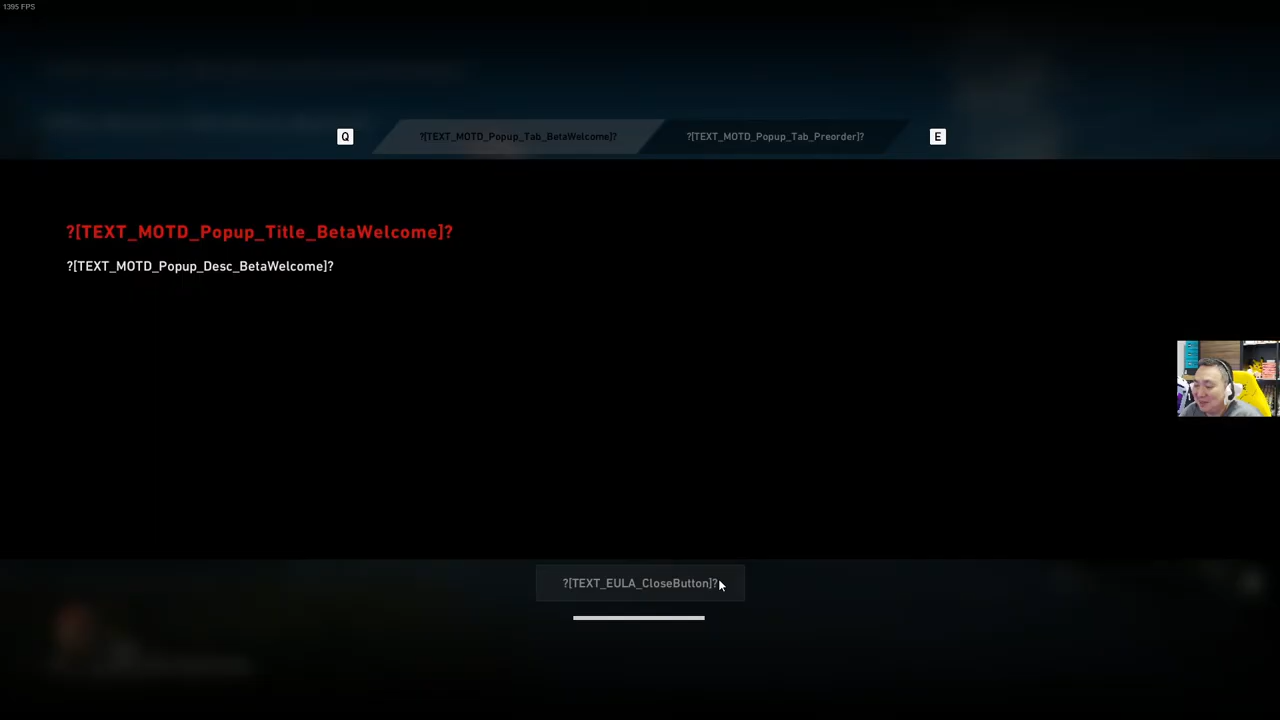 1395 FPS
Q
?[TEXT_MOTD_Popup_Tab_BetaWelcome]?
?[TEXT_MOTD_Popup_Tab_Preorder]?
E
?[TEXT_MOTD_Popup_Title_BetaWelcome]?
?[TEXT_MOTD_Popup_Desc_BetaWelcome]?
?[TEXT_EULA_CloseButton]?